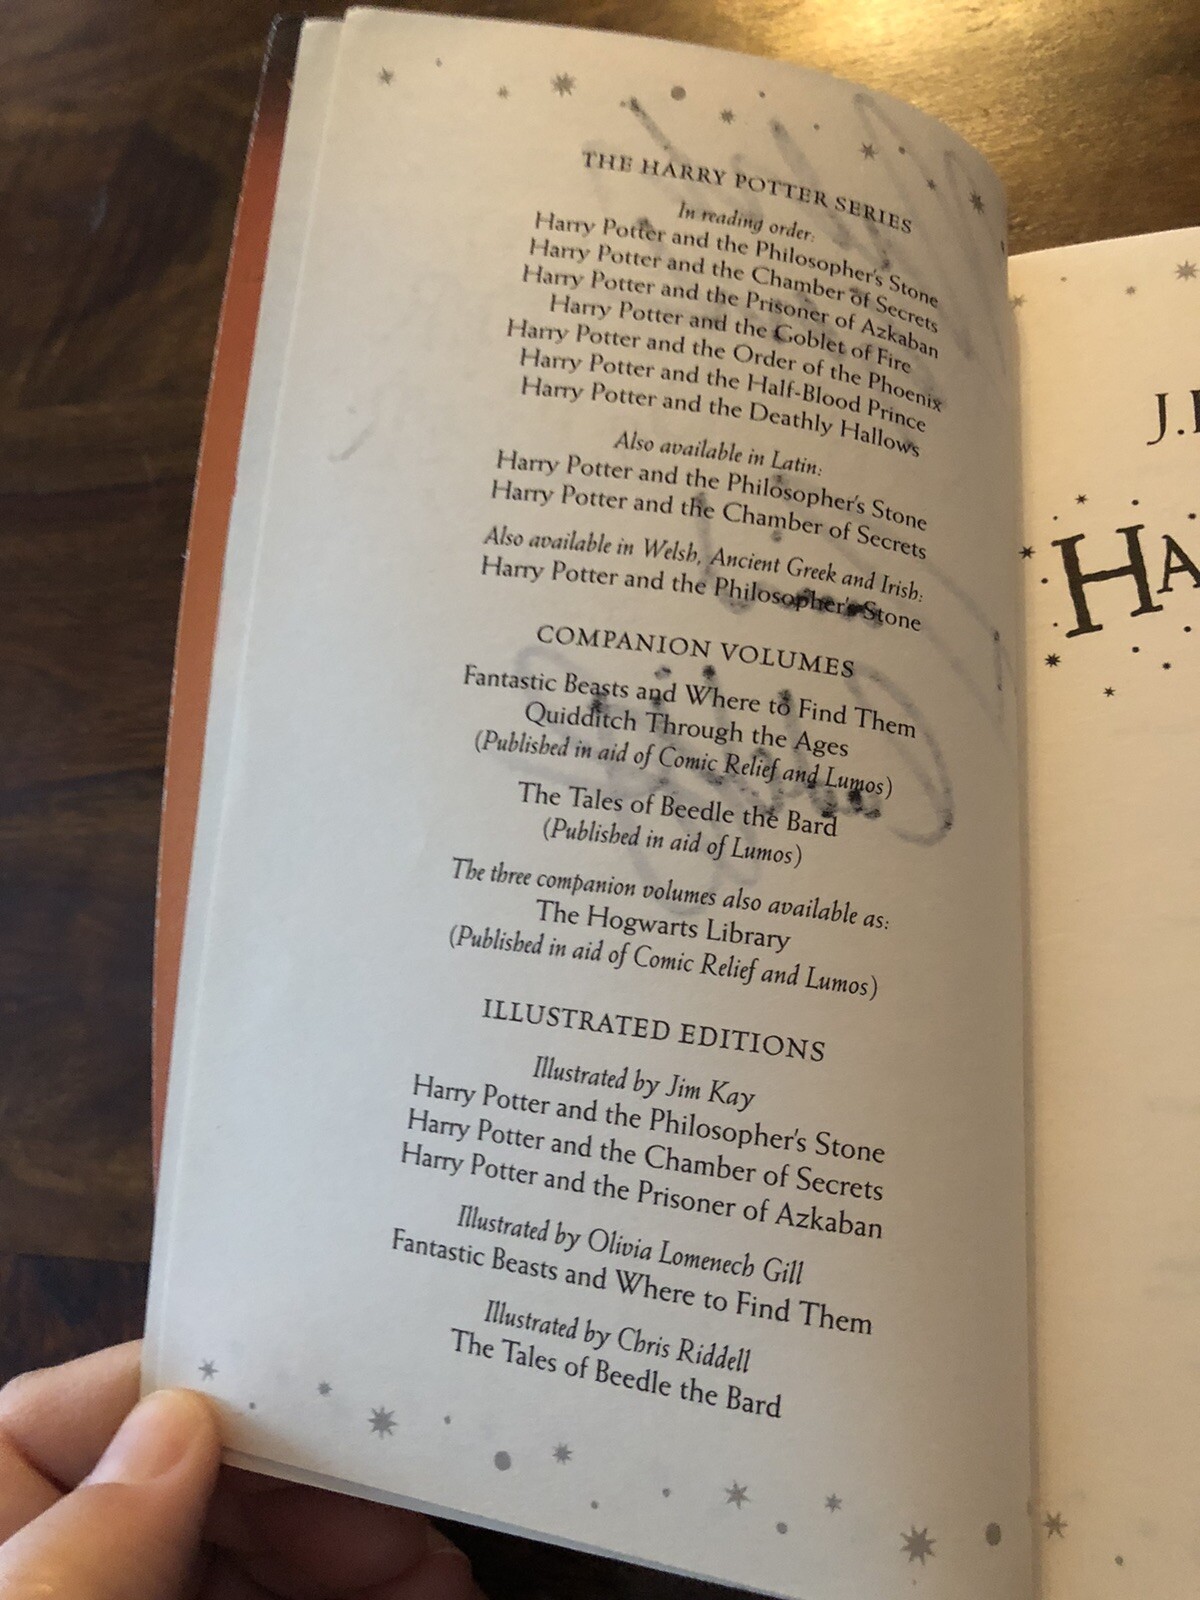 THE HARRY POTTER SERIES
In reading order:
Harry Potter and the Philosopher's Stone
Harry Potter and the Chamber of Secrets
Harry Potter and the Prisoner of Azkaban
Harry Potter and the Goblet of Fire
Harry Potter and the Order of the Phoenix
Harry Potter and the Half-Blood Prince
Harry Potter and the Deathly Hallows
Also available in Latin:
Harry Potter and the Philosopher's Stone
Harry Potter and the Chamber of Secrets
Also available in Welsh, Ancient Greek and Irish:
Harry Potter and the Philosopher's Stone
COMPANION VOLUMES
Fantastic Beasts and Where to Find Them
Quidditch Through the Ages
(Published in aid of Comic Relief and Lumos)
The Tales of Beedle the Bard
(Published in aid of Lumos)
The three companion volumes also available as:
The Hogwarts Library
(Published in aid of Comic Relief and Lumos)
ILLUSTRATED EDITIONS
Illustrated by Jim Kay
Harry Potter and the Philosopher's Stone
Harry Potter and the Chamber of Secrets
Harry Potter and the Prisoner of Azkaban
Illustrated by Olivia Lomenech Gill
Fantastic Beasts and Where to Find Them
Illustrated by Chris Riddell
The Tales of Beedle the Bard
J.
HA